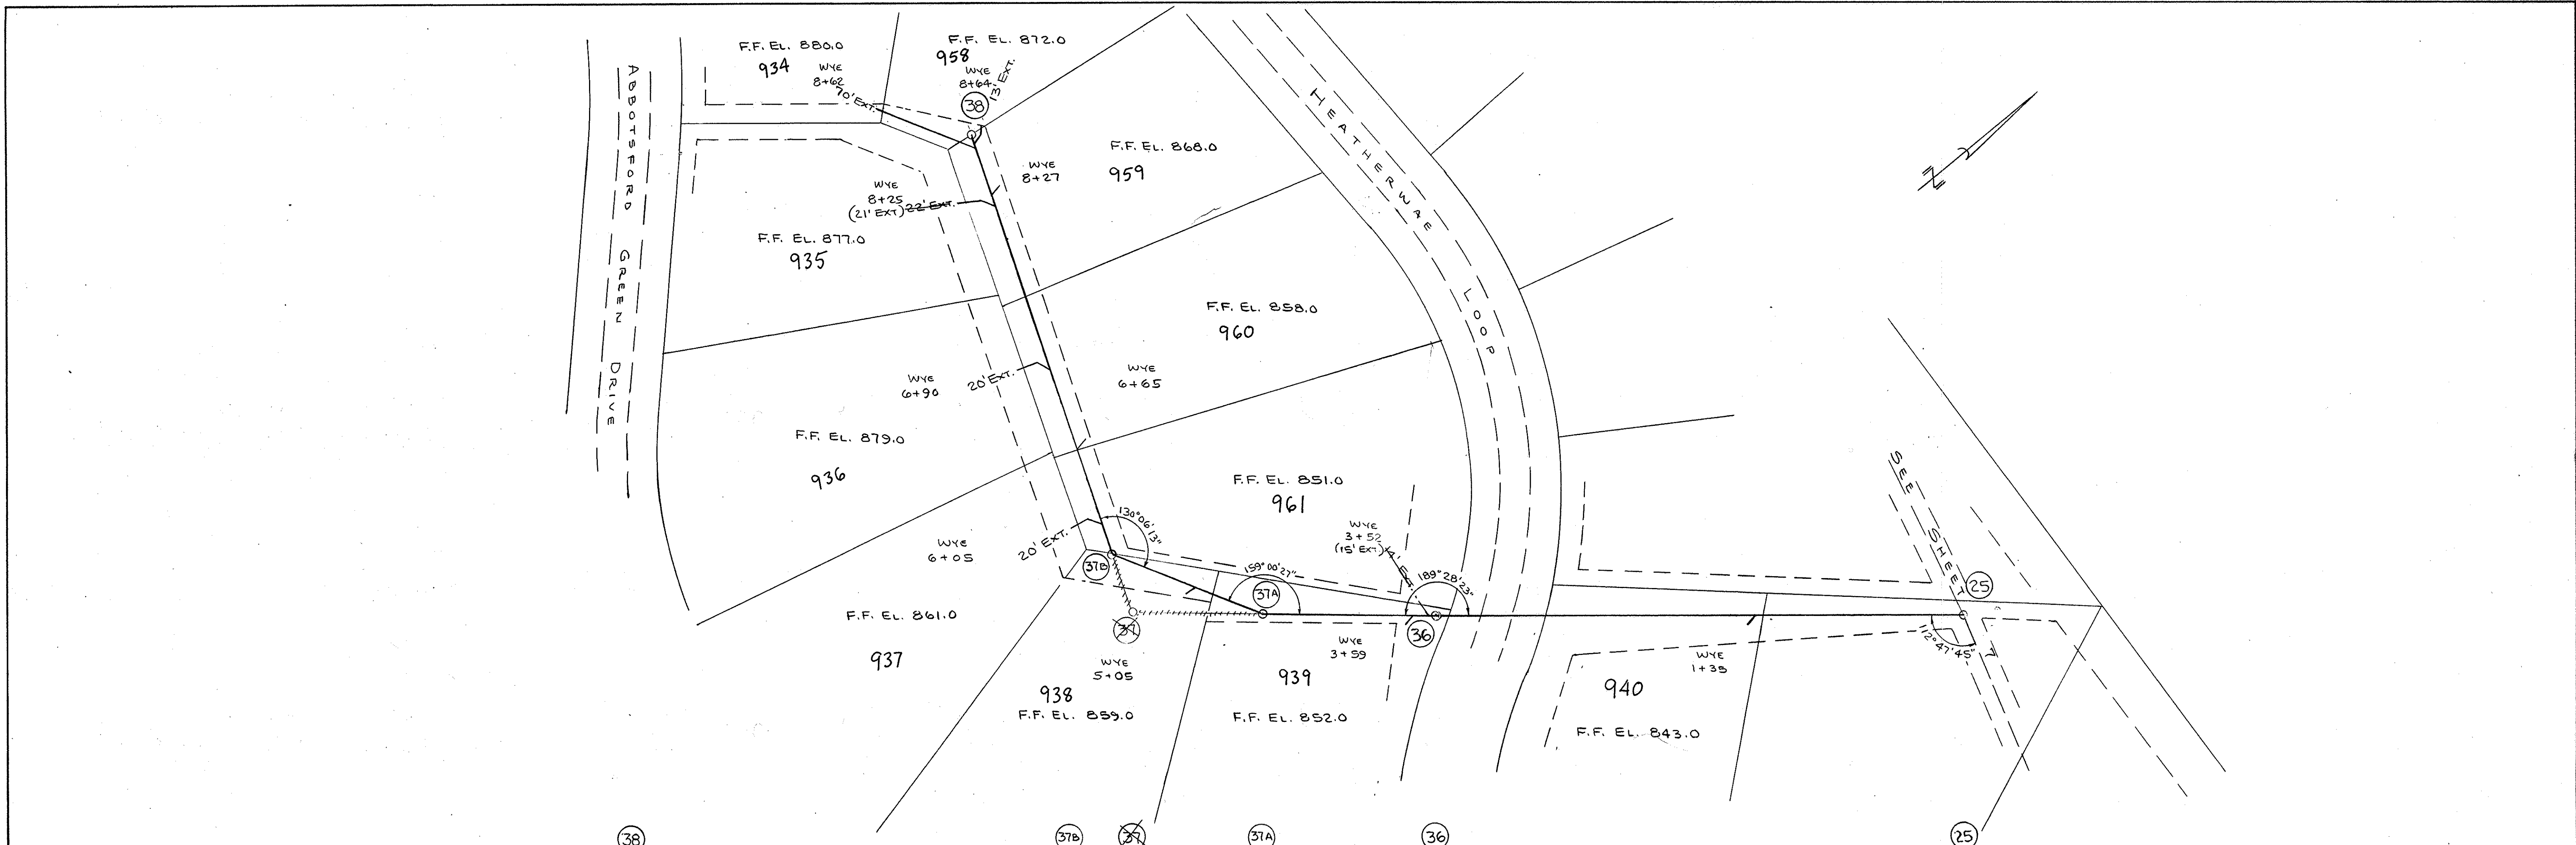 ABBOTSFORD GREEN DRIVE
F.F. EL. 880.0
934
WYE
8+62
70' EXT.
F.F. EL. 872.0
958
WYE
8+64
13' EXT.
38
HEATHERWAE LOOP
N
F.F. EL. 868.0
959
WYE
8+27
WYE
8+25
(21' EXT) 22' EXT.
F.F. EL. 877.0
935
F.F. EL. 858.0
960
WYE
6+65
WYE
6+90
20' EXT.
F.F. EL. 879.0
936
F.F. EL. 851.0
961
WYE
3+52
(15' EXT.)
130°06'13"
WYE
6+05
20' EXT.
37B
159°00'27"
37A
189°28'23"
SEE SHEET
25
F.F. EL. 861.0
937
37
36
WYE
3+59
WYE
5+05
938
F.F. EL. 859.0
939
F.F. EL. 852.0
WYE
1+35
940
F.F. EL. 843.0
38
37B
37
37A
36
25